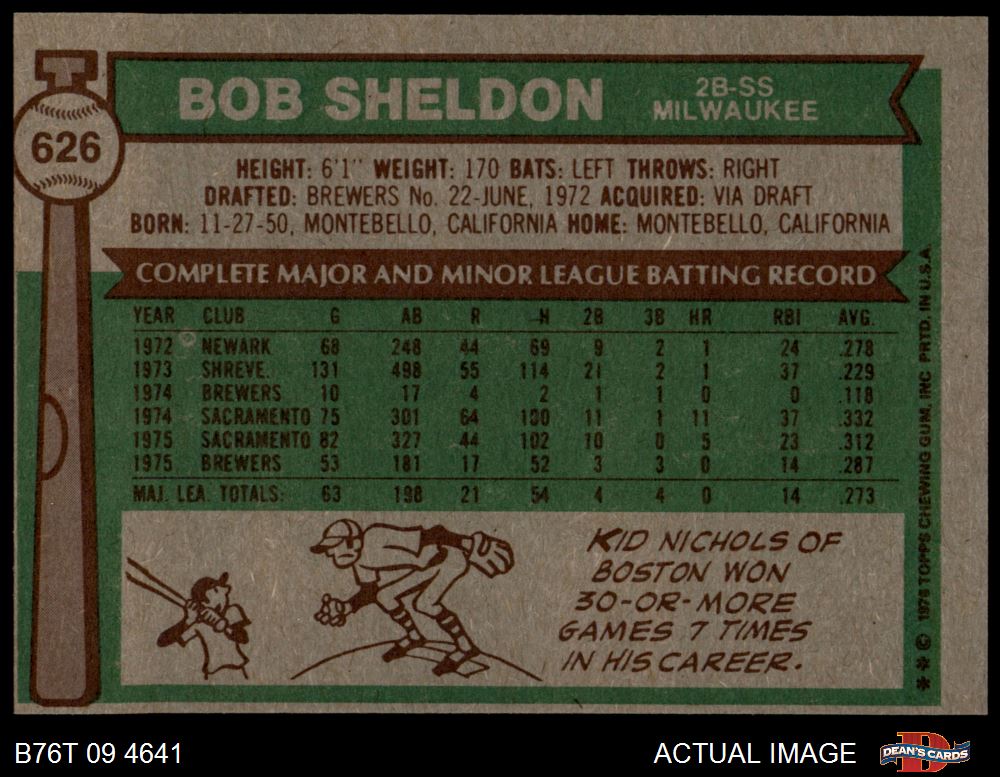 626
BOB SHELDON
2B-SS
MILWAUKEE
HEIGHT: 6'1" WEIGHT: 170 BATS: LEFT THROWS: RIGHT
DRAFTED: BREWERS No. 22-JUNE, 1972 ACQUIRED: VIA DRAFT
BORN: 11-27-50, MONTEBELLO, CALIFORNIA HOME: MONTEBELLO, CALIFORNIA
COMPLETE MAJOR AND MINOR LEAGUE BATTING RECORD
YEAR CLUB G AB R H 2B 3B HR RBI AVG.
1972 NEWARK 68 248 44 69 9 2 1 24 .278
1973 SHREVE. 131 498 55 114 21 2 1 37 .229
1974 BREWERS 10 17 4 2 1 1 0 0 .118
1974 SACRAMENTO 75 301 64 100 11 1 11 37 .332
1975 SACRAMENTO 82 327 44 102 10 0 5 23 .312
1975 BREWERS 53 181 17 52 3 3 0 14 .287
MAJ. LEA. TOTALS: 63 198 21 54 4 4 0 14 .273
KID NICHOLS OF
BOSTON WON
30-OR-MORE
GAMES 7 TIMES
IN HIS CAREER.
** © 1976 TOPPS CHEWING GUM, INC PRTD. IN U.S.A.
B76T 09 4641
ACTUAL IMAGE
DEAN'S CARDS